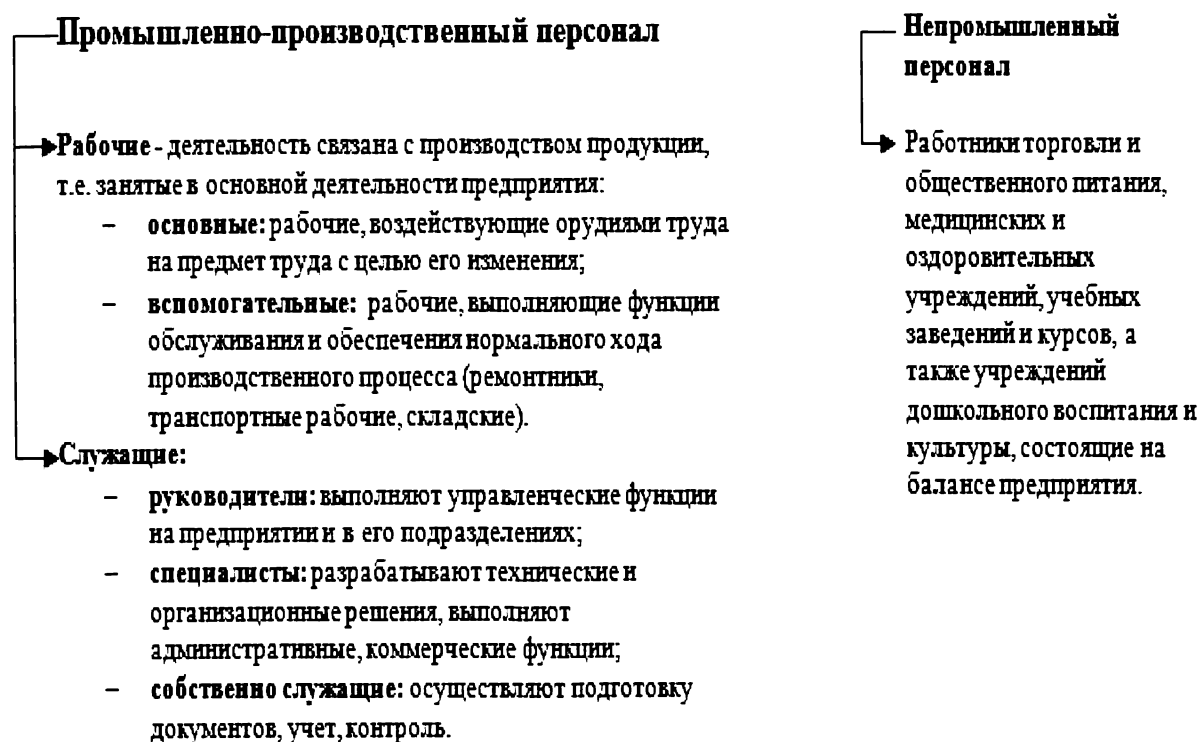 Промышленно-производственный персонал
Рабочие - деятельность связана с производством продукции,
т.е. занятые в основной деятельности предприятия:
– основные: рабочие, воздействующие орудиями труда
на предмет труда с целью его изменения;
– вспомогательные: рабочие, выполняющие функции
обслуживания и обеспечения нормального хода
производственного процесса (ремонтники,
транспортные рабочие, складские).
Служащие:
– руководители: выполняют управленческие функции
на предприятии и в его подразделениях;
– специалисты: разрабатывают технические и
организационные решения, выполняют
административные, коммерческие функции;
– собственно служащие: осуществляют подготовку
документов, учет, контроль.
Непромышленный
персонал
Работники торговли и
общественного питания,
медицинских и
оздоровительных
учреждений, учебных
заведений и курсов, а
также учреждений
дошкольного воспитания и
культуры, состоящие на
балансе предприятия.